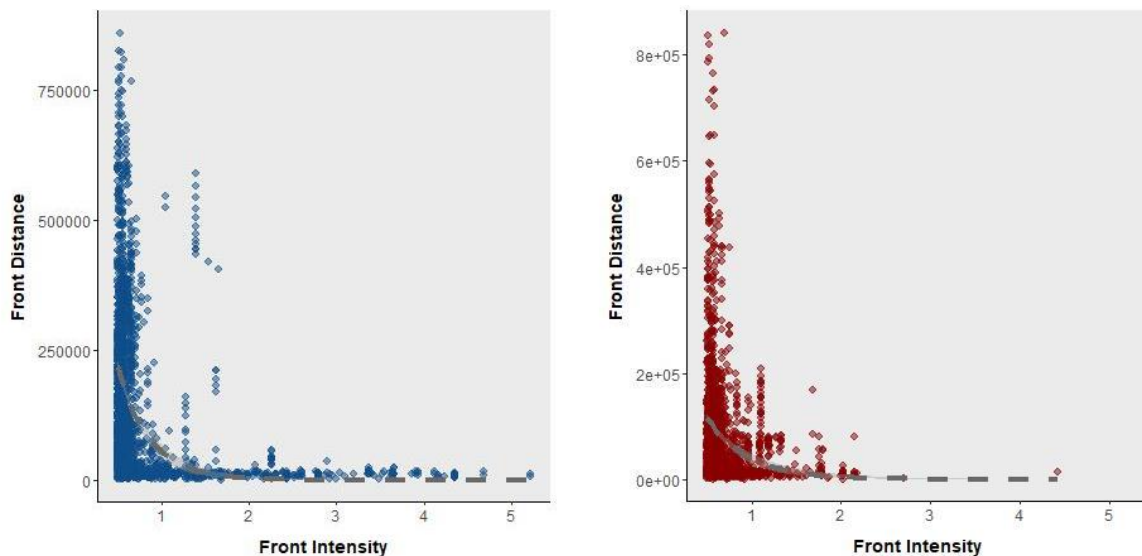 750000
500000
250000
0
Front Distance
1 2 3 4 5
Front Intensity
8e+05
6e+05
4e+05
2e+05
0e+00
Front Distance
1 2 3 4 5
Front Intensity